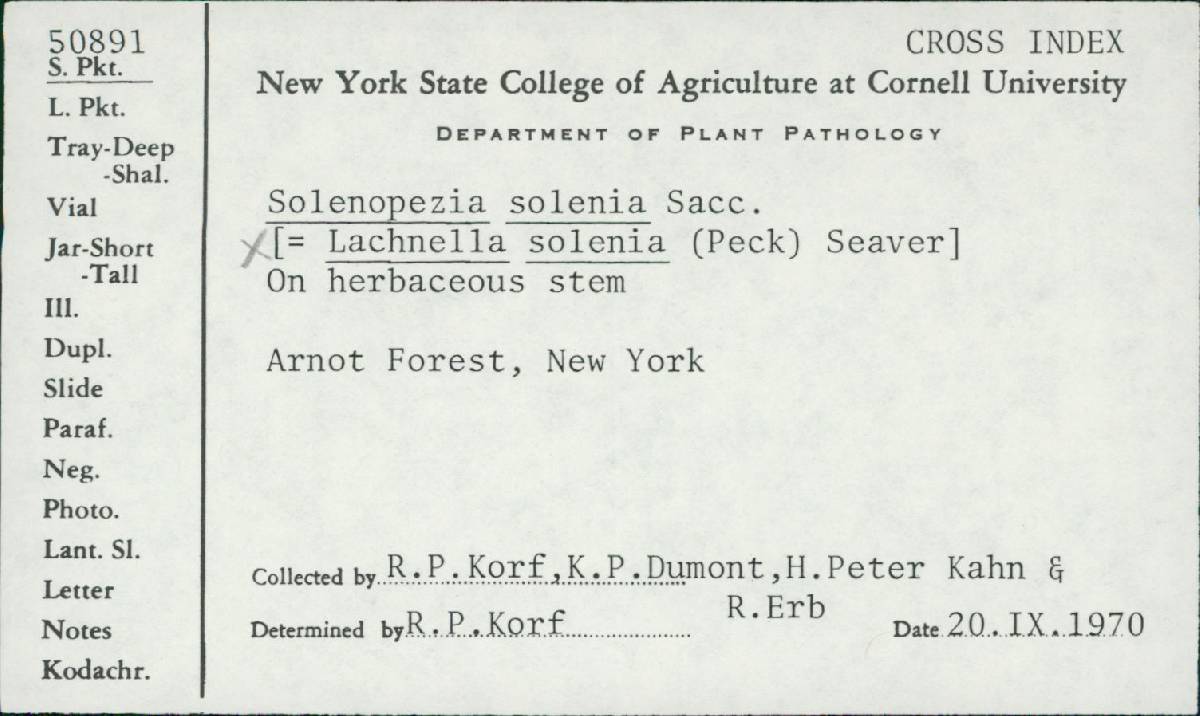 50891
S. Pkt.
L. Pkt.
Tray-Deep
-Shal.
Vial
Jar-Short
-Tall
Ill.
Dupl.
Slide
Paraf.
Neg.
Photo.
Lant. Sl.
Letter
Notes
Kodachr.
CROSS INDEX
New York State College of Agriculture at Cornell University
DEPARTMENT OF PLANT PATHOLOGY
Solenopezia solenia Sacc.
X[= Lachnella solenia (Peck) Seaver]
On herbaceous stem
Arnot Forest, New York
Collected by R.P.Korf,K.P.Dumont,H.Peter Kahn &
R.Erb
Determined by R.P.Korf Date 20.IX.1970